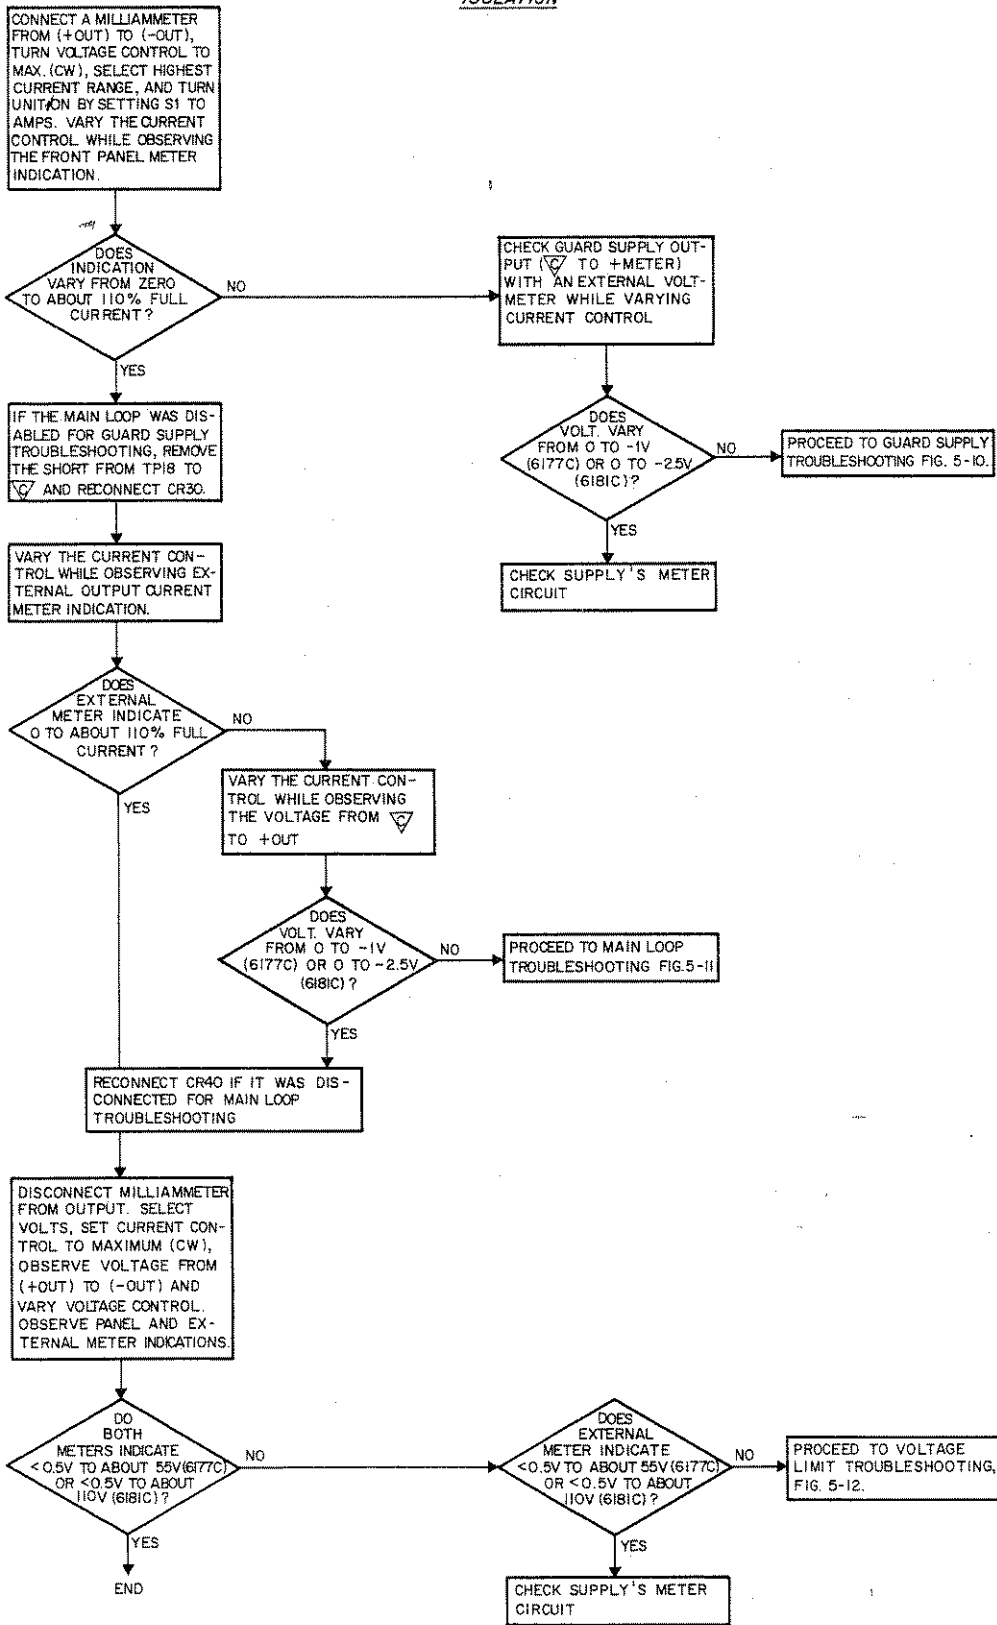 ISOLATION
CONNECT A MILLIAMMETER
FROM (+OUT) TO (-OUT),
TURN VOLTAGE CONTROL TO
MAX. (CW), SELECT HIGHEST
CURRENT RANGE, AND TURN
UNIT ON BY SETTING S1 TO
AMPS. VARY THE CURRENT
CONTROL WHILE OBSERVING
THE FRONT PANEL METER
INDICATION.
DOES
INDICATION
VARY FROM ZERO
TO ABOUT 110% FULL
CURRENT?
NO
YES
CHECK GUARD SUPPLY OUT-
PUT (C TO +METER)
WITH AN EXTERNAL VOLT-
METER WHILE VARYING
CURRENT CONTROL
DOES
VOLT. VARY
FROM 0 TO -1V
(6177C) OR 0 TO -2.5V
(6181C)?
NO
PROCEED TO GUARD SUPPLY
TROUBLESHOOTING FIG. 5-10.
YES
CHECK SUPPLY'S METER
CIRCUIT
IF THE MAIN LOOP WAS DIS-
ABLED FOR GUARD SUPPLY
TROUBLESHOOTING, REMOVE
THE SHORT FROM TP18 TO
C AND RECONNECT CR30.
VARY THE CURRENT CON-
TROL WHILE OBSERVING EX-
TERNAL OUTPUT CURRENT
METER INDICATION.
DOES
EXTERNAL
METER INDICATE
0 TO ABOUT 110% FULL
CURRENT?
NO
YES
VARY THE CURRENT CON-
TROL WHILE OBSERVING
THE VOLTAGE FROM C
TO +OUT
DOES
VOLT. VARY
FROM 0 TO -1V
(6177C) OR 0 TO -2.5V
(6181C)?
NO
PROCEED TO MAIN LOOP
TROUBLESHOOTING FIG.5-11
YES
RECONNECT CR40 IF IT WAS DIS-
CONNECTED FOR MAIN LOOP
TROUBLESHOOTING
DISCONNECT MILLIAMMETER
FROM OUTPUT. SELECT
VOLTS, SET CURRENT CON-
TROL TO MAXIMUM (CW),
OBSERVE VOLTAGE FROM
(+OUT) TO (-OUT) AND
VARY VOLTAGE CONTROL.
OBSERVE PANEL AND EX-
TERNAL METER INDICATIONS.
DO
BOTH
METERS INDICATE
<0.5V TO ABOUT 55V(6177C)
OR <0.5V TO ABOUT
110V (6181C)?
NO
YES
END
DOES
EXTERNAL
METER INDICATE
<0.5V TO ABOUT 55V(6177C)
OR <0.5V TO ABOUT
110V (6181C)?
NO
PROCEED TO VOLTAGE
LIMIT TROUBLESHOOTING,
FIG. 5-12.
YES
CHECK SUPPLY'S METER
CIRCUIT